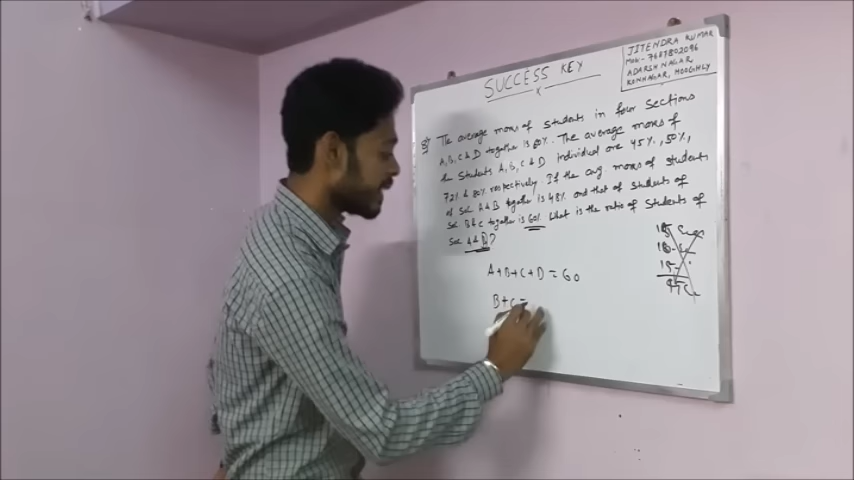 SUCCESS KEY
JITENDRA KUMAR
MOB - 7687802096
ADARSH NAGAR
KONNAGAR, HOOGHLY
The average marks of students in four sections
A, B, C & D together is 60%. The average marks of
the students A, B, C & D individual are 45%, 50%,
72% & 80% respectively. If the avg marks of students
of sec A & B together is 48% and that of students of
sec B & C together is 60%. What is the ratio of students of
sec A & D?
A+B+C+D = 60
B+C =